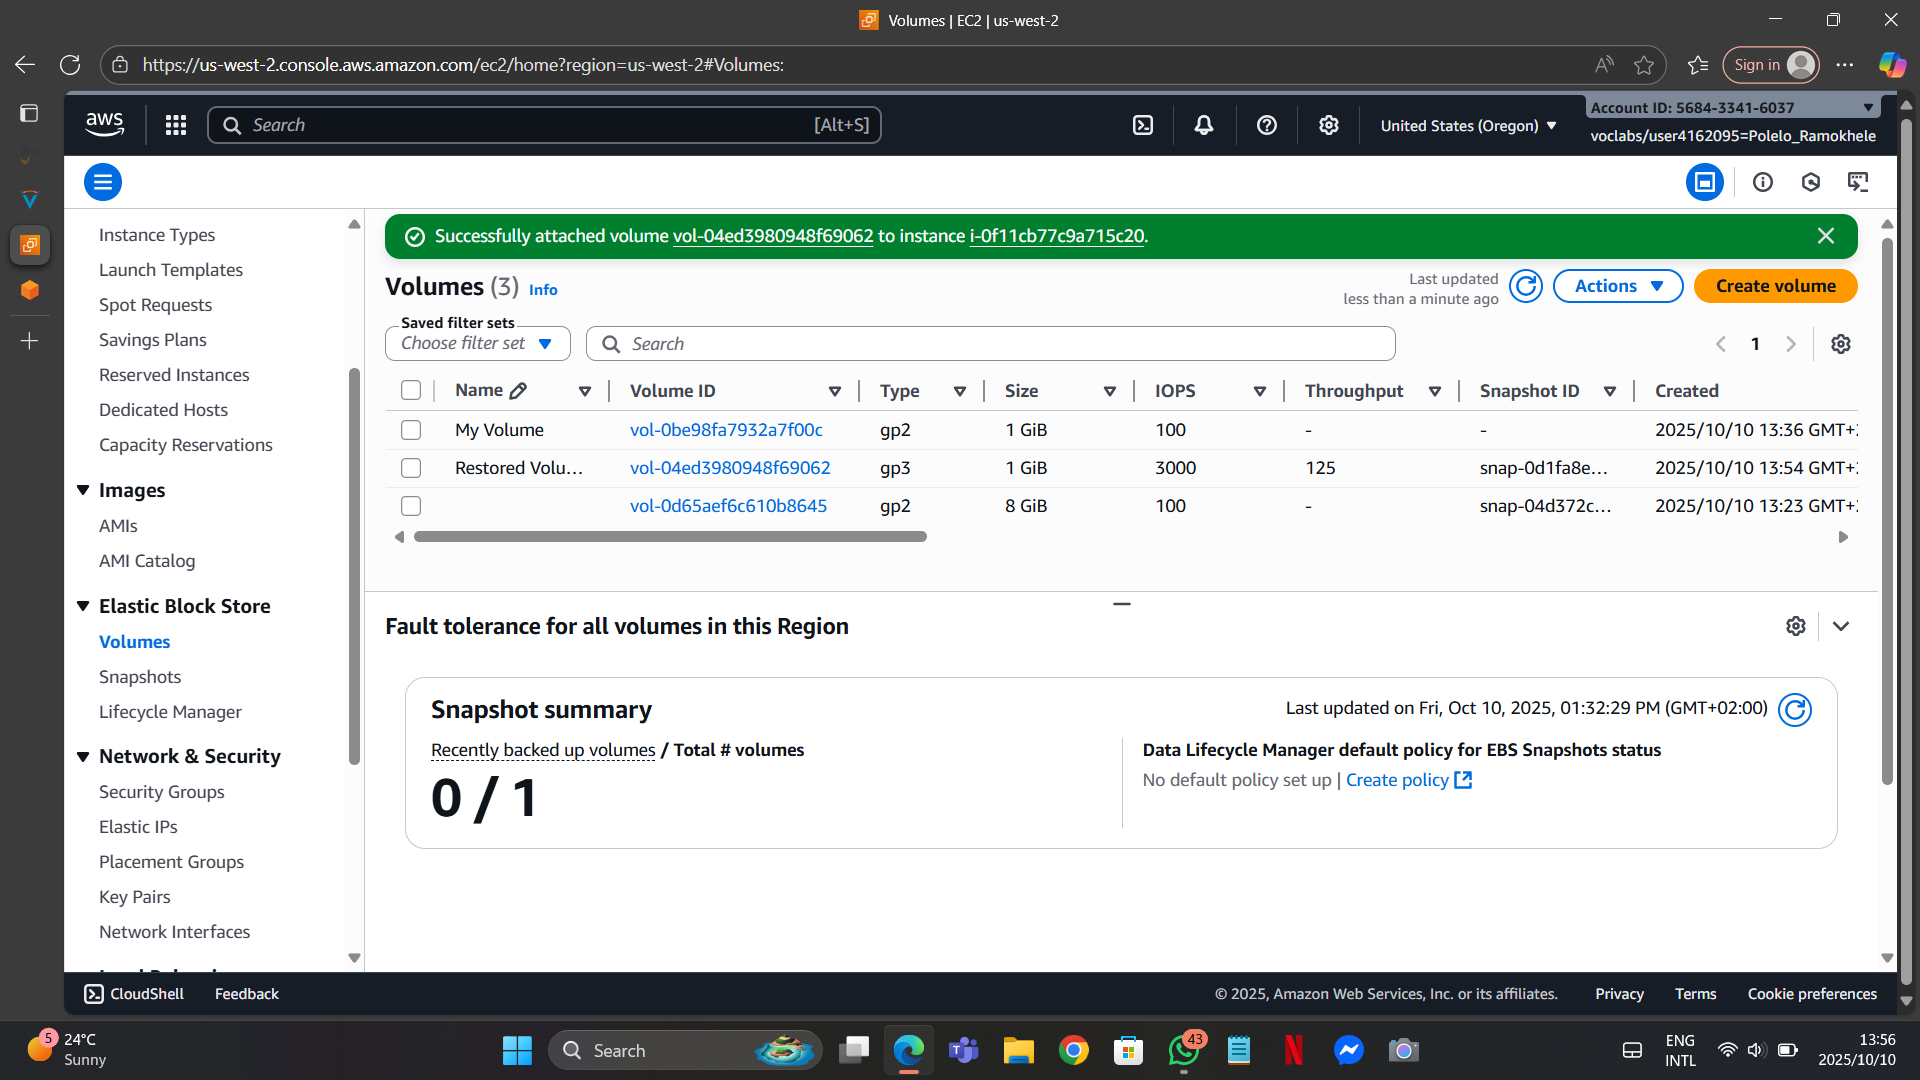 Volumes | EC2 | us-west-2
https://us-west-2.console.aws.amazon.com/ec2/home?region=us-west-2#Volumes:
Sign in
aws
Search
[Alt+S]
United States (Oregon)
Account ID: 5684-3341-6037
voclabs/user4162095=Polelo_Ramokhele
Instance Types
Launch Templates
Spot Requests
Savings Plans
Reserved Instances
Dedicated Hosts
Capacity Reservations
Images
AMIs
AMI Catalog
Elastic Block Store
Volumes
Snapshots
Lifecycle Manager
Network & Security
Security Groups
Elastic IPs
Placement Groups
Key Pairs
Network Interfaces
Successfully attached volume vol-04ed3980948f69062 to instance i-0f11cb77c9a715c20.
Volumes (3) Info
Last updated
less than a minute ago
Actions
Create volume
Saved filter sets
Choose filter set
Search
1
Name Volume ID Type Size IOPS Throughput Snapshot ID Created
My Volume vol-0be98fa7932a7f00c gp2 1 GiB 100 - - 2025/10/10 13:36 GMT+
Restored Volu... vol-04ed3980948f69062 gp3 1 GiB 3000 125 snap-0d1fa8e... 2025/10/10 13:54 GMT+
vol-0d65aef6c610b8645 gp2 8 GiB 100 - snap-04d372c... 2025/10/10 13:23 GMT+
Fault tolerance for all volumes in this Region
Snapshot summary
Last updated on Fri, Oct 10, 2025, 01:32:29 PM (GMT+02:00)
Recently backed up volumes / Total # volumes
0 / 1
Data Lifecycle Manager default policy for EBS Snapshots status
No default policy set up | Create policy
CloudShell
Feedback
© 2025, Amazon Web Services, Inc. or its affiliates.
Privacy
Terms
Cookie preferences
5
24°C
Sunny
Search
43
ENG
INTL
13:56
2025/10/10